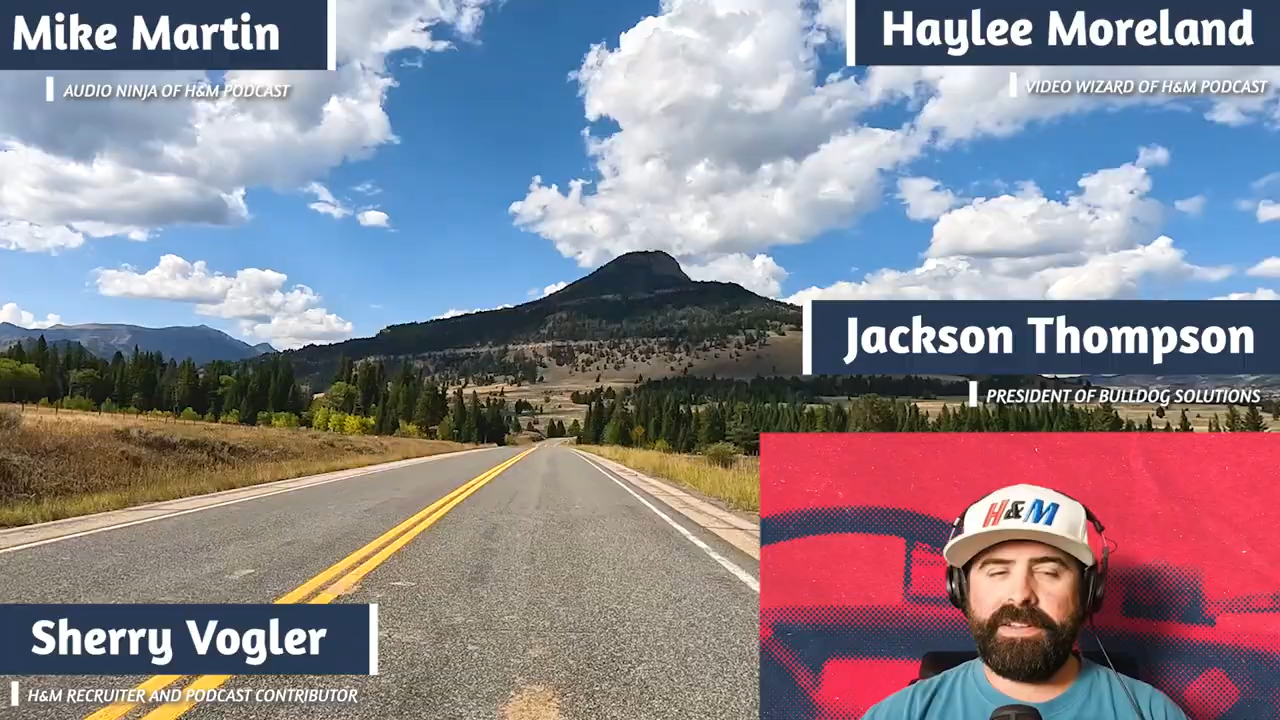 Mike Martin
AUDIO NINJA OF H&M PODCAST
Haylee Moreland
VIDEO WIZARD OF H&M PODCAST
Jackson Thompson
PRESIDENT OF BULLDOG SOLUTIONS
H&M
Sherry Vogler
H&M RECRUITER AND PODCAST CONTRIBUTOR